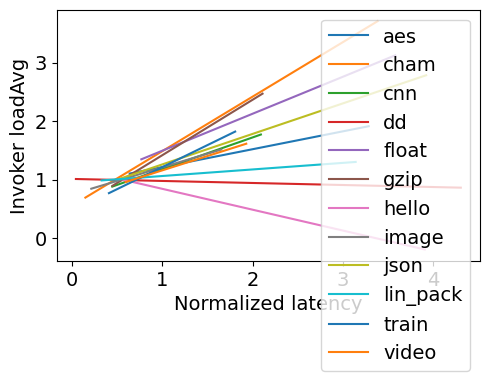 Invoker loadAvg
3
2
1
0
0
1
2
3
4
Normalized latency
aes
cham
cnn
dd
float
gzip
hello
image
json
lin_pack
train
video